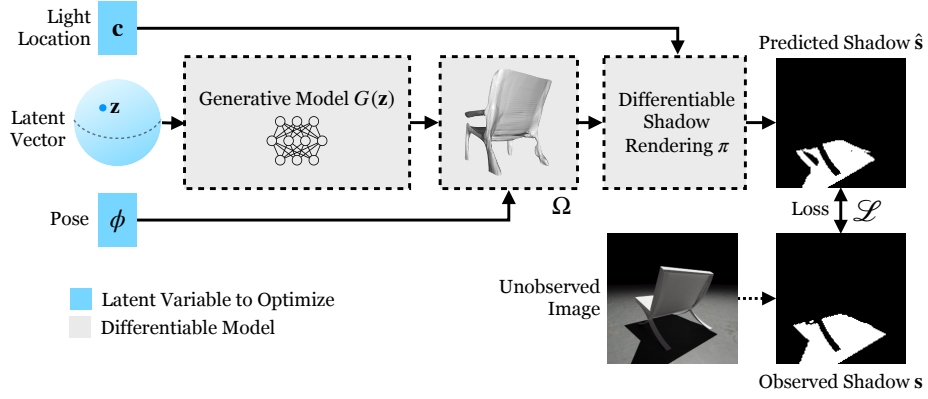 Light
Location
c
Predicted Shadow ŝ
Latent
Vector
z
Generative Model G(z)
Differentiable
Shadow
Rendering π
Ω
Pose
ϕ
Loss
ℒ
Unobserved
Image
Latent Variable to Optimize
Differentiable Model
Observed Shadow s